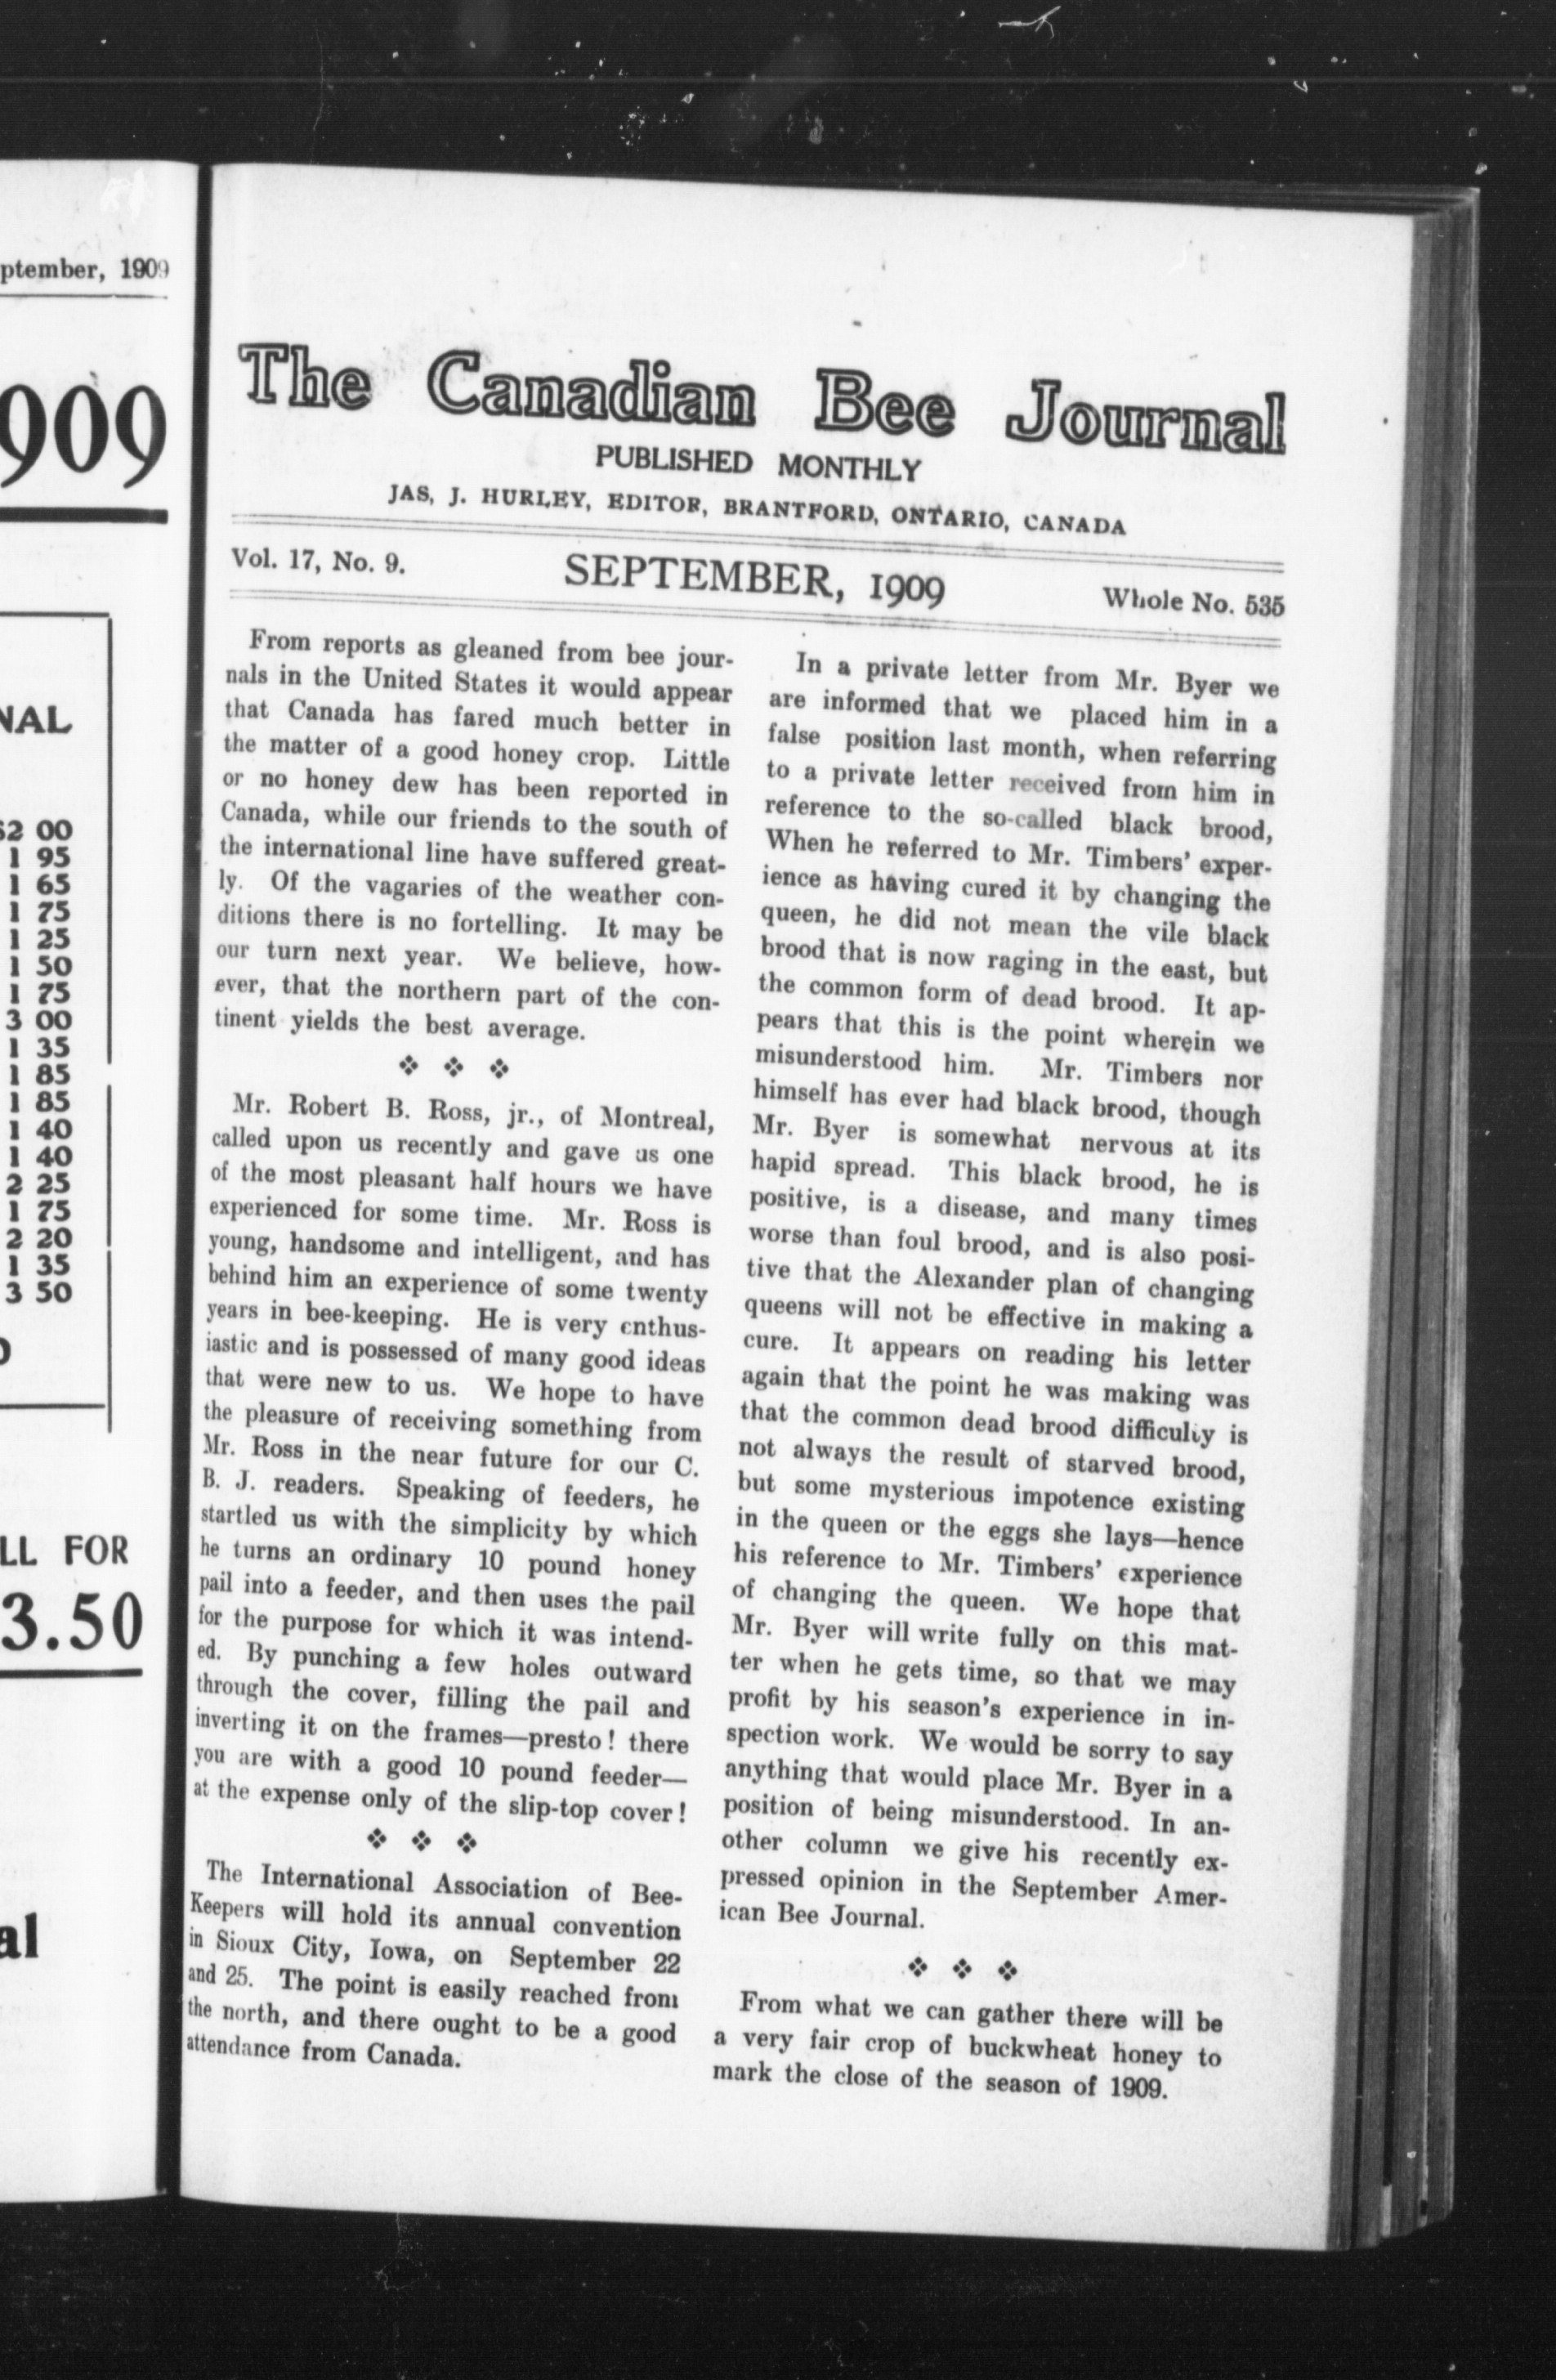 ptember, 1909
909
NAL
$2 00
1 95
1 65
1 75
1 25
1 50
1 75
3 00
1 35
1 85
1 85
1 40
1 40
2 25
1 75
2 20
1 35
3 50
LL FOR
3.50
al
The Canadian Bee Journal
PUBLISHED MONTHLY
JAS, J. HURLEY, EDITOR, BRANTFORD, ONTARIO, CANADA
Vol. 17, No. 9. SEPTEMBER, 1909 Whole No. 535
From reports as gleaned from bee jour-
nals in the United States it would appear
that Canada has fared much better in
the matter of a good honey crop. Little
or no honey dew has been reported in
Canada, while our friends to the south of
the international line have suffered great-
ly. Of the vagaries of the weather con-
ditions there is no fortelling. It may be
our turn next year. We believe, how-
ever, that the northern part of the con-
tinent yields the best average.
Mr. Robert B. Ross, jr., of Montreal,
called upon us recently and gave us one
of the most pleasant half hours we have
experienced for some time. Mr. Ross is
young, handsome and intelligent, and has
behind him an experience of some twenty
years in bee-keeping. He is very enthus-
iastic and is possessed of many good ideas
that were new to us. We hope to have
the pleasure of receiving something from
Mr. Ross in the near future for our C.
B. J. readers. Speaking of feeders, he
startled us with the simplicity by which
he turns an ordinary 10 pound honey
pail into a feeder, and then uses the pail
for the purpose for which it was intend-
ed. By punching a few holes outward
through the cover, filling the pail and
inverting it on the frames—presto! there
you are with a good 10 pound feeder—
at the expense only of the slip-top cover!
The International Association of Bee-
Keepers will hold its annual convention
in Sioux City, Iowa, on September 22
and 25. The point is easily reached from
the north, and there ought to be a good
attendance from Canada.
In a private letter from Mr. Byer we
are informed that we placed him in a
false position last month, when referring
to a private letter received from him in
reference to the so-called black brood,
When he referred to Mr. Timbers' exper-
ience as having cured it by changing the
queen, he did not mean the vile black
brood that is now raging in the east, but
the common form of dead brood. It ap-
pears that this is the point wherein we
misunderstood him. Mr. Timbers nor
himself has ever had black brood, though
Mr. Byer is somewhat nervous at its
hapid spread. This black brood, he is
positive, is a disease, and many times
worse than foul brood, and is also posi-
tive that the Alexander plan of changing
queens will not be effective in making a
cure. It appears on reading his letter
again that the point he was making was
that the common dead brood difficulty is
not always the result of starved brood,
but some mysterious impotence existing
in the queen or the eggs she lays—hence
his reference to Mr. Timbers' experience
of changing the queen. We hope that
Mr. Byer will write fully on this mat-
ter when he gets time, so that we may
profit by his season's experience in in-
spection work. We would be sorry to say
anything that would place Mr. Byer in a
position of being misunderstood. In an-
other column we give his recently ex-
pressed opinion in the September Amer-
ican Bee Journal.
From what we can gather there will be
a very fair crop of buckwheat honey to
mark the close of the season of 1909.